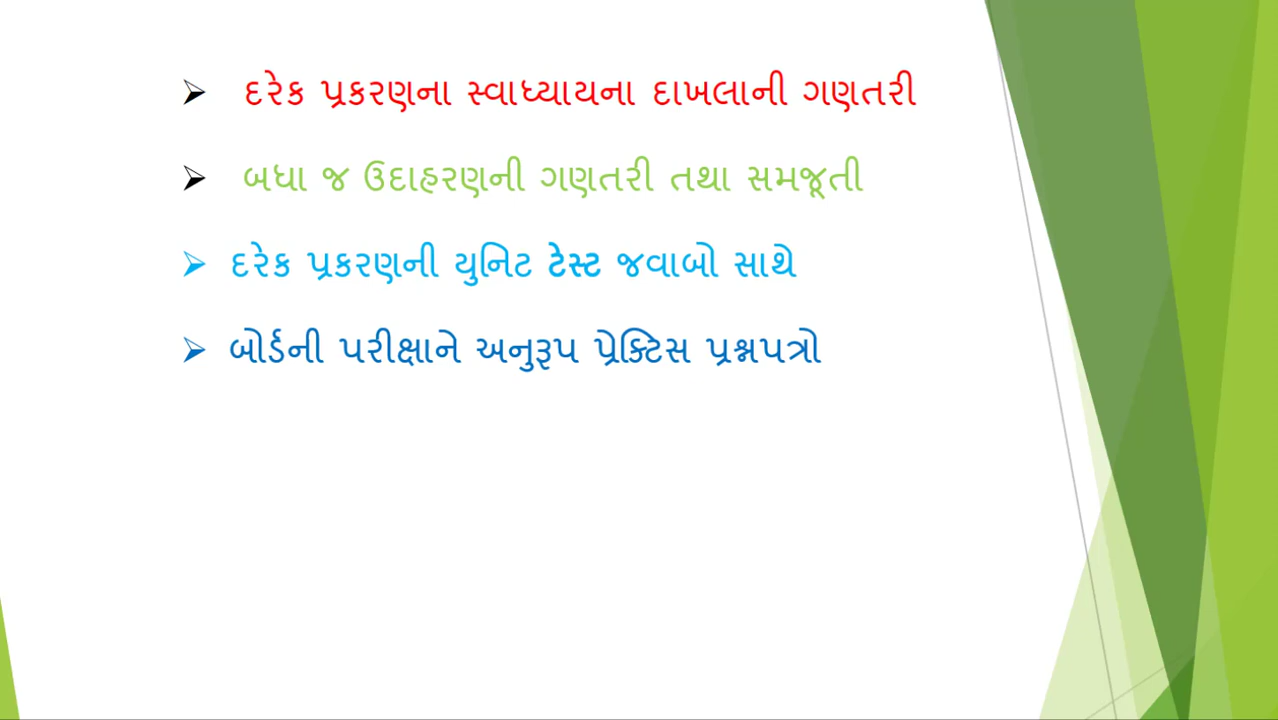 દરેક પ્રકરણના સ્વાધ્યાયના દાખલાની ગણતરી
બધા જ ઉદાહરણની ગણતરી તથા સમજૂતી
દરેક પ્રકરણની યુનિટ ટેસ્ટ જવાબો સાથે
બોર્ડની પરીક્ષાને અનુરૂપ પ્રેક્ટિસ પ્રશ્નપત્રો